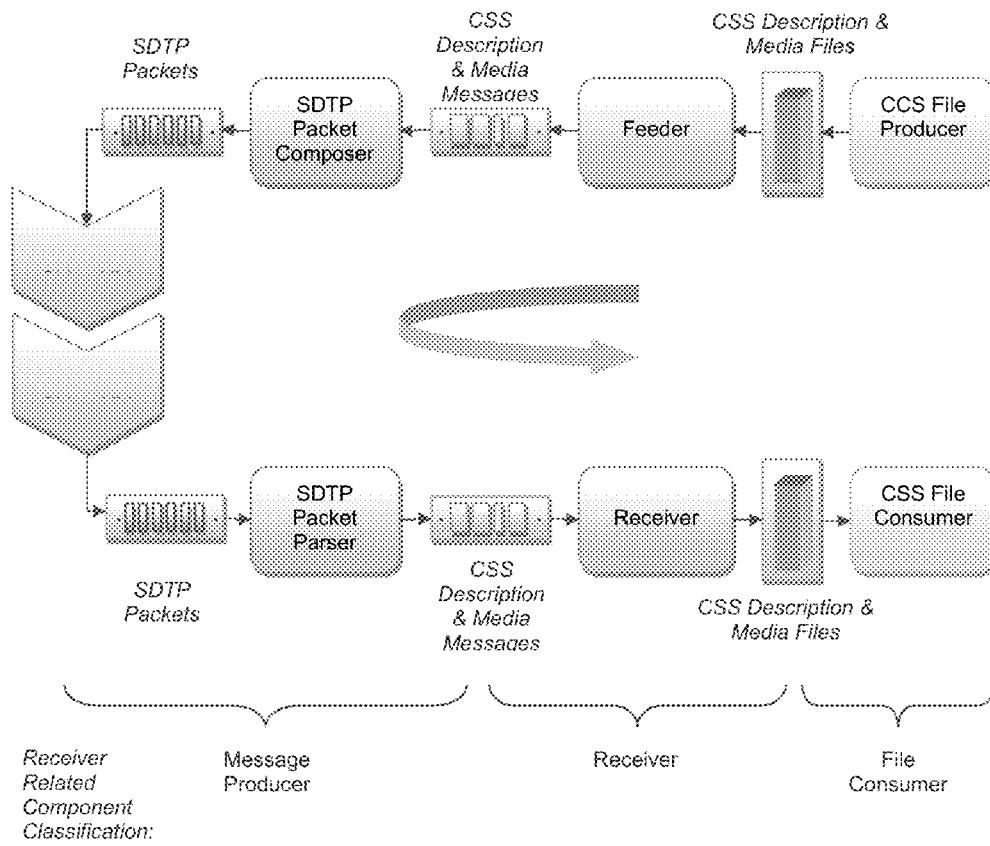 SDTP
Packets
SDTP
Packet
Composer
CSS
Description
& Media
Messages
Feeder
CSS Description &
Media Files
CCS File
Producer
SDTP
Packets
SDTP
Packet
Parser
CSS
Description
& Media
Messages
Receiver
CSS Description &
Media Files
CSS File
Consumer
Receiver
Related
Component
Classification:
Message
Producer
Receiver
File
Consumer